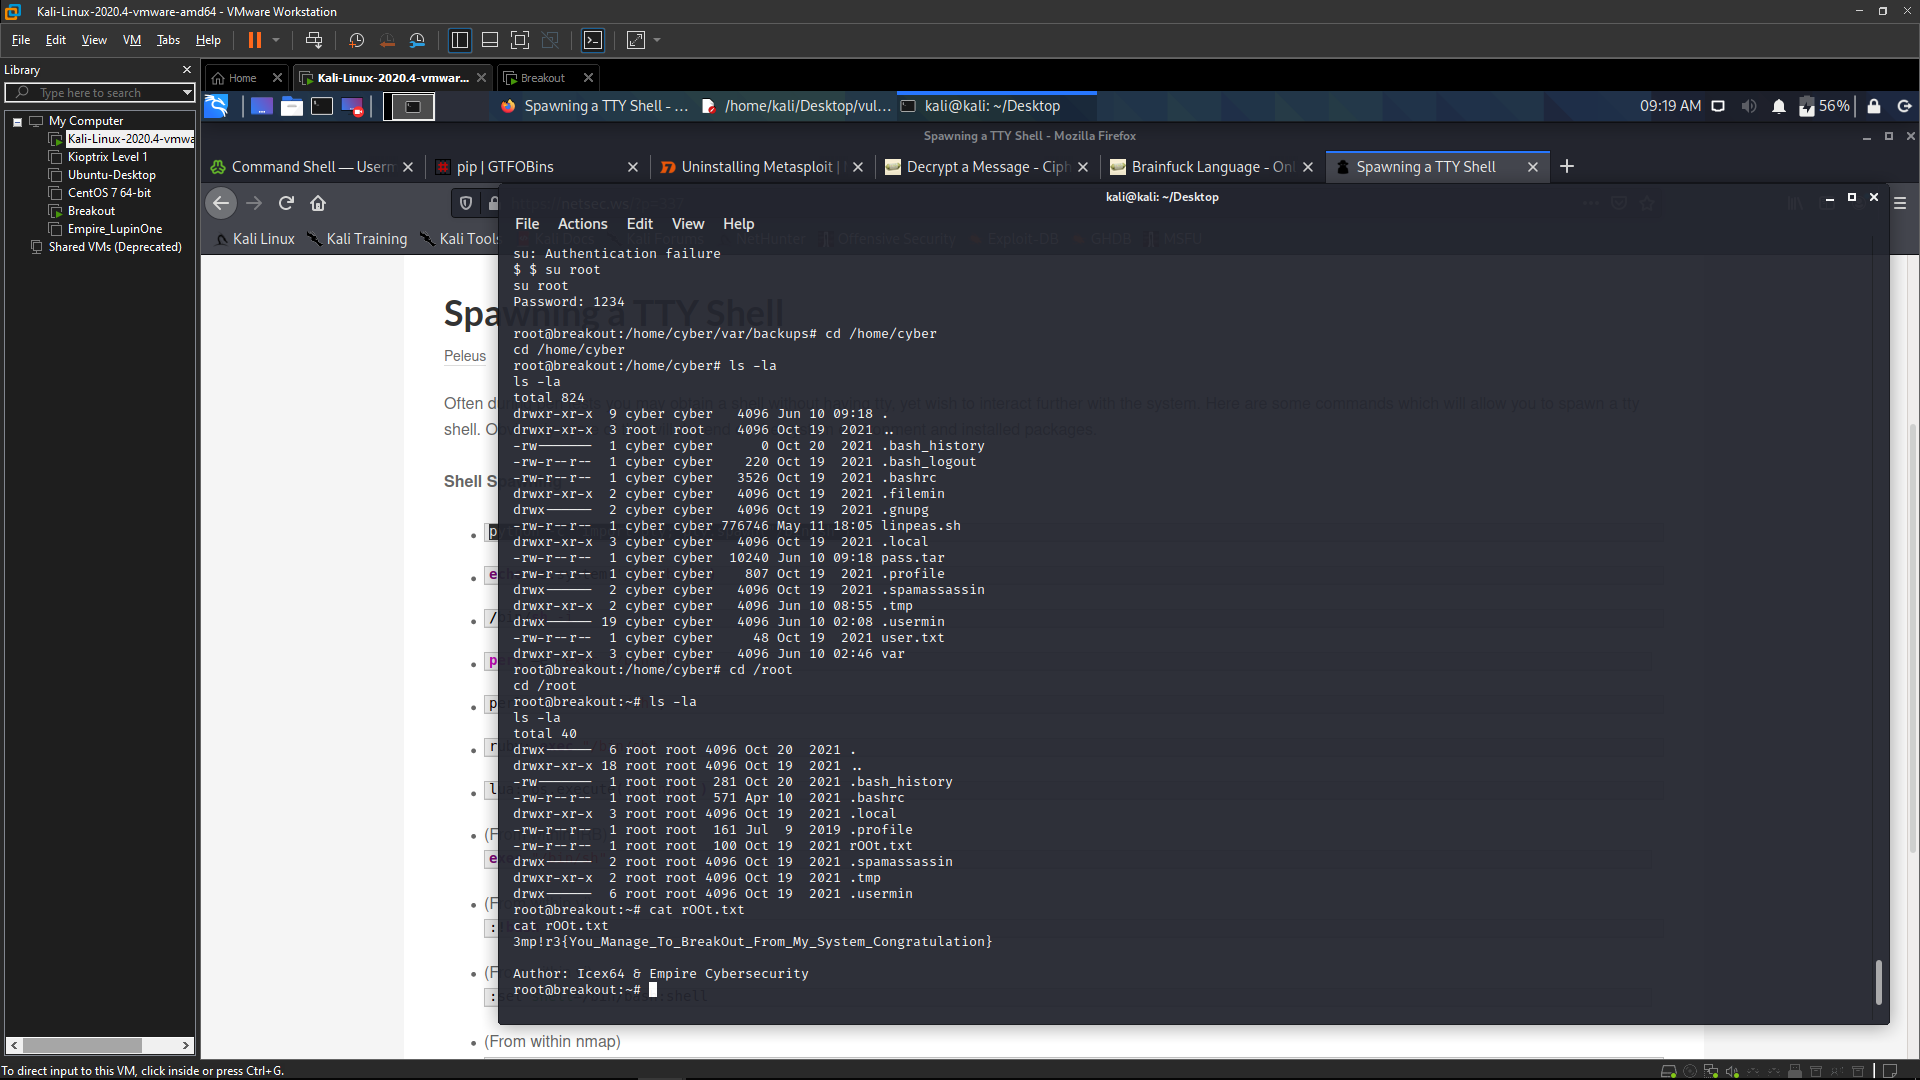 Kali-Linux-2020.4-vmware-amd64 - VMware Workstation
File Edit View VM Tabs Help
Library
Type here to search
My Computer
Kali-Linux-2020.4-vmwa
Kioptrix Level 1
Ubuntu-Desktop
CentOS 7 64-bit
Breakout
Empire_LupinOne
Shared VMs (Deprecated)
Home
Kali-Linux-2020.4-vmwar...
Breakout
Spawning a TTY Shell - ...
/home/kali/Desktop/vul...
kali@kali: ~/Desktop
09:19 AM
56%
Spawning a TTY Shell - Mozilla Firefox
Command Shell — Userm
pip | GTFOBins
Uninstalling Metasploit |
Decrypt a Message - Ciph
Brainfuck Language - Onl
Spawning a TTY Shell
Kali Linux
Kali Training
Kali Tools
Offensive Security
Exploit-DB
GHDB
MSFU
Spawning a TTY Shell
Peleus
Shell S
(From within nmap)
kali@kali: ~/Desktop
File Actions Edit View Help
su: Authentication failure
$ $ su root
su root
Password: 1234
root@breakout:/home/cyber/var/backups# cd /home/cyber
cd /home/cyber
root@breakout:/home/cyber# ls -la
ls -la
total 824
drwxr-xr-x  9 cyber cyber   4096 Jun 10 09:18 .
drwxr-xr-x  3 root  root    4096 Oct 19  2021 ..
-rw-------  1 cyber cyber      0 Oct 20  2021 .bash_history
-rw-r--r--  1 cyber cyber    220 Oct 19  2021 .bash_logout
-rw-r--r--  1 cyber cyber   3526 Oct 19  2021 .bashrc
drwxr-xr-x  2 cyber cyber   4096 Oct 19  2021 .filemin
drwx------  2 cyber cyber   4096 Oct 19  2021 .gnupg
-rw-r--r--  1 cyber cyber 776746 May 11 18:05 linpeas.sh
drwxr-xr-x  3 cyber cyber   4096 Oct 19  2021 .local
-rw-r--r--  1 cyber cyber  10240 Jun 10 09:18 pass.tar
-rw-r--r--  1 cyber cyber    807 Oct 19  2021 .profile
drwx------  2 cyber cyber   4096 Oct 19  2021 .spamassassin
drwxr-xr-x  2 cyber cyber   4096 Jun 10 08:55 .tmp
drwx------ 19 cyber cyber   4096 Jun 10 02:08 .usermin
-rw-r--r--  1 cyber cyber     48 Oct 19  2021 user.txt
drwxr-xr-x  3 cyber cyber   4096 Jun 10 02:46 var
root@breakout:/home/cyber# cd /root
cd /root
root@breakout:~# ls -la
ls -la
total 40
drwx------  6 root root 4096 Oct 20  2021 .
drwxr-xr-x 18 root root 4096 Oct 19  2021 ..
-rw-------  1 root root  281 Oct 20  2021 .bash_history
-rw-r--r--  1 root root  571 Apr 10  2021 .bashrc
drwxr-xr-x  3 root root 4096 Oct 19  2021 .local
-rw-r--r--  1 root root  161 Jul  9  2019 .profile
-rw-r--r--  1 root root  100 Oct 19  2021 rOOt.txt
drwx------  2 root root 4096 Oct 19  2021 .spamassassin
drwxr-xr-x  2 root root 4096 Oct 19  2021 .tmp
drwx------  6 root root 4096 Oct 19  2021 .usermin
root@breakout:~# cat rOOt.txt
cat rOOt.txt
3mp!r3{You_Manage_To_BreakOut_From_My_System_Congratulation}
Author: Icex64 & Empire Cybersecurity
root@breakout:~#
To direct input to this VM, click inside or press Ctrl+G.